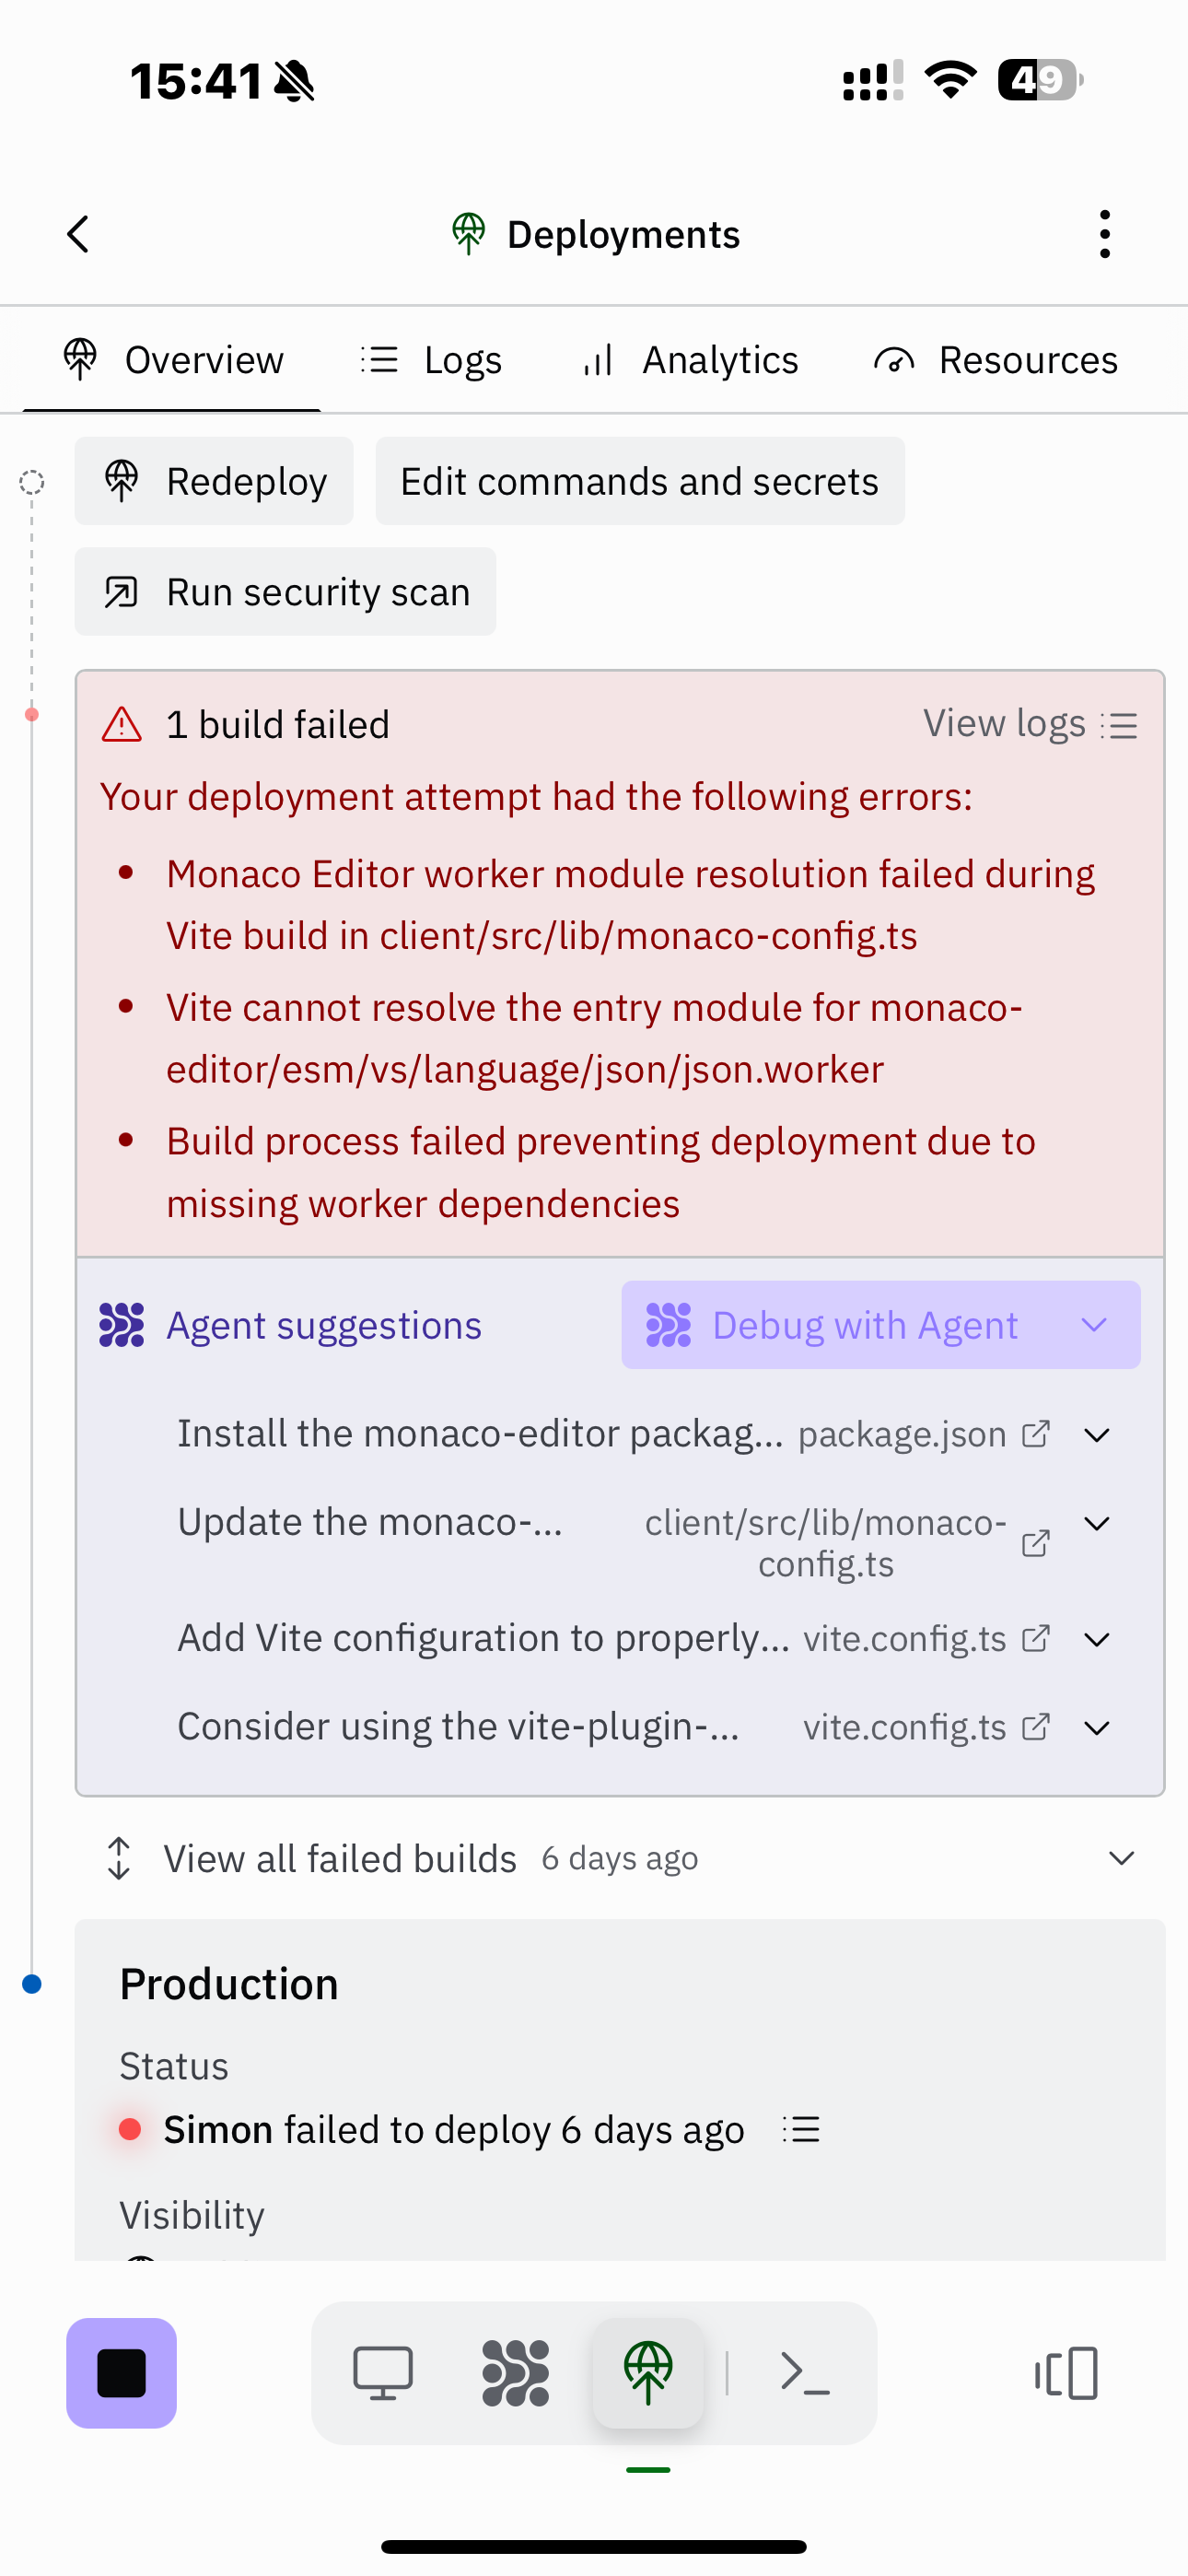 15:41
49
Deployments
Overview
Logs
Analytics
Resources
Redeploy
Edit commands and secrets
Run security scan
1 build failed
View logs
Your deployment attempt had the following errors:
• Monaco Editor worker module resolution failed during
Vite build in client/src/lib/monaco-config.ts
• Vite cannot resolve the entry module for monaco-
editor/esm/vs/language/json/json.worker
• Build process failed preventing deployment due to
missing worker dependencies
Agent suggestions
Debug with Agent
Install the monaco-editor packag... package.json
Update the monaco-... client/src/lib/monaco-
config.ts
Add Vite configuration to properly... vite.config.ts
Consider using the vite-plugin-... vite.config.ts
View all failed builds 6 days ago
Production
Status
Simon failed to deploy 6 days ago
Visibility